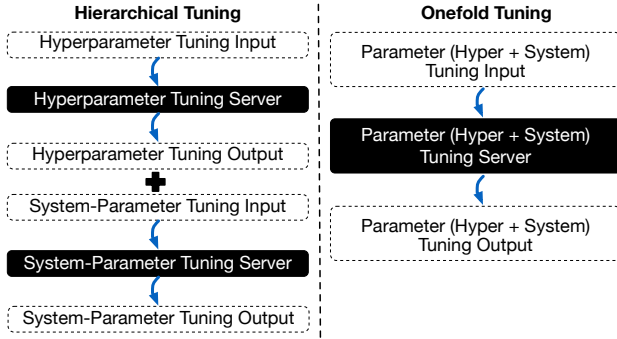 Hierarchical Tuning
Hyperparameter Tuning Input
Hyperparameter Tuning Server
Hyperparameter Tuning Output
System-Parameter Tuning Input
System-Parameter Tuning Server
System-Parameter Tuning Output
Onefold Tuning
Parameter (Hyper + System)
Tuning Input
Parameter (Hyper + System)
Tuning Server
Parameter (Hyper + System)
Tuning Output